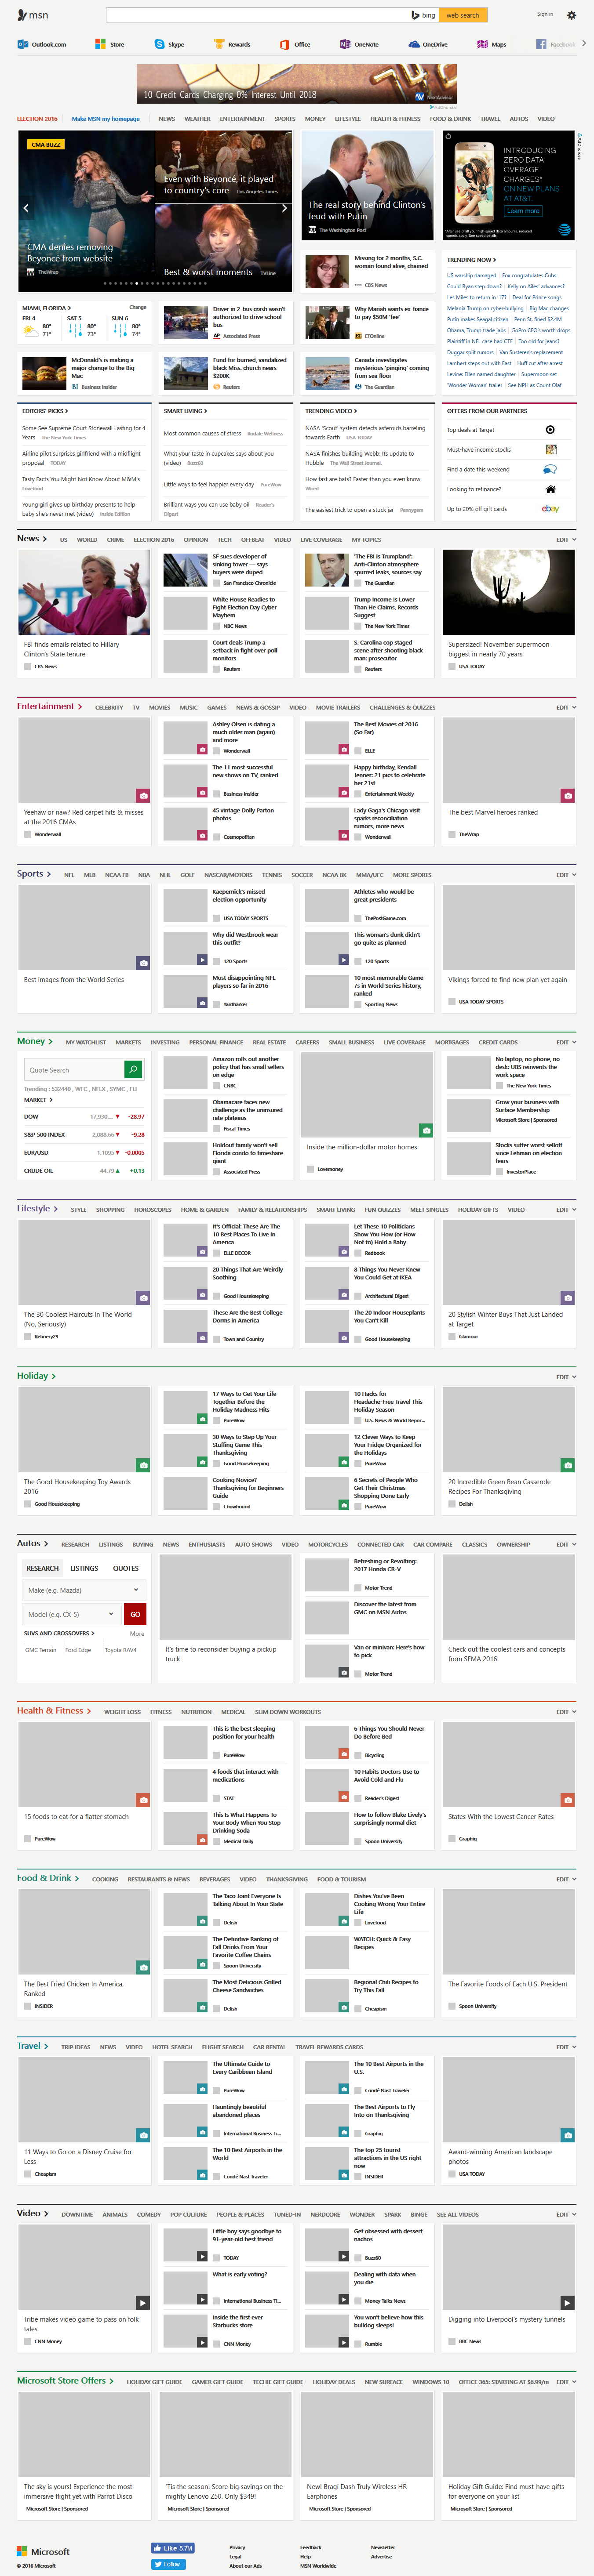 msn
bing
web search
Sign in
Outlook.com
Store
Skype
Rewards
Office
OneNote
OneDrive
Maps
Facebook
10 Credit Cards Charging 0% Interest Until 2018
NextAdvisor
AdChoices
ELECTION 2016
Make MSN my homepage
NEWS WEATHER ENTERTAINMENT SPORTS MONEY LIFESTYLE HEALTH & FITNESS FOOD & DRINK TRAVEL AUTOS VIDEO
CMA BUZZ
CMA denies removing
Beyoncé from website
TheWrap
Even with Beyoncé, it played
to country's core Los Angeles Times
Best & worst moments TVLine
The real story behind Clinton's
feud with Putin
The Washington Post
INTRODUCING
ZERO DATA
OVERAGE
CHARGES*
ON NEW PLANS
AT AT&T.
Learn more
AdChoices
Missing for 2 months, S.C.
woman found alive, chained
CBS News
TRENDING NOW
US warship damaged
Fox congratulates Cubs
Could Ryan step down?
Kelly on Ailes' advances?
Les Miles to return in '17?
Deal for Prince songs
Melania Trump on cyber-bullying
Big Mac changes
Putin makes Seagal citizen
Penn St. fined $2.4M
Obama, Trump trade jabs
GoPro CEO's worth drops
Plaintiff in NFL case had CTE
Too old for jeans?
Duggar split rumors
Van Susteren's replacement
Lambert steps out with East
Huff cut after arrest
Levine: Ellen named daughter
Supermoon set
'Wonder Woman' trailer
See NPH as Count Olaf
MIAMI, FLORIDA
Change
FRI 4
80°
71°
SAT 5
80°
73°
SUN 6
80°
74°
Driver in 2-bus crash wasn't
authorized to drive school
bus
AP Associated Press
Why Mariah wants ex-fiance
to pay $50M 'fee'
ETOnline
McDonald's is making a
major change to the Big
Mac
Business Insider
Fund for burned, vandalized
black Miss. church nears
$200K
Reuters
Canada investigates
mysterious 'pinging' coming
from sea floor
The Guardian
EDITORS' PICKS
Some See Supreme Court Stonewall Lasting for 4
Years The New York Times
Airline pilot surprises girlfriend with a midflight
proposal TODAY
Tasty Facts You Might Not Know About M&M's
Lovefood
Young girl gives up birthday presents to help
baby she's never met (video) Inside Edition
SMART LIVING
Most common causes of stress Rodale Wellness
What your taste in cupcakes says about you
(video) Buzz60
Little ways to feel happier every day PureWow
Brilliant ways you can use baby oil Reader's
Digest
TRENDING VIDEO
NASA 'Scout' system detects asteroids barreling
towards Earth USA TODAY
NASA finishes building Webb: Its update to
Hubble The Wall Street Journal.
How fast are bats? Faster than you even know
Wired
The easiest trick to open a stuck jar Pennygeex
OFFERS FROM OUR PARTNERS
Top deals at Target
Must-have income stocks
Find a date this weekend
Looking to refinance?
Up to 20% off gift cards
ebay
News
US WORLD CRIME ELECTION 2016 OPINION TECH OFFBEAT VIDEO LIVE COVERAGE MY TOPICS
EDIT
FBI finds emails related to Hillary
Clinton's State tenure
CBS News
SF sues developer of
sinking tower — says
buyers were duped
San Francisco Chronicle
White House Readies to
Fight Election Day Cyber
Mayhem
NBC News
Court deals Trump a
setback in fight over poll
monitors
Reuters
'The FBI is Trumpland':
Anti-Clinton atmosphere
spurred leaks, sources say
The Guardian
Trump Income Is Lower
Than He Claims, Records
Suggest
The New York Times
S. Carolina cop staged
scene after shooting black
man: prosecutor
Reuters
Supersized! November supermoon
biggest in nearly 70 years
USA TODAY
Entertainment
CELEBRITY TV MOVIES MUSIC GAMES NEWS & GOSSIP VIDEO MOVIE TRAILERS CHALLENGES & QUIZZES
EDIT
Yeehaw or naw? Red carpet hits & misses
at the 2016 CMAs
Wonderwall
Ashley Olsen is dating a
much older man (again)
and more
Wonderwall
The 11 most successful
new shows on TV, ranked
Business Insider
45 vintage Dolly Parton
photos
Cosmopolitan
The Best Movies of 2016
(So Far)
ELLE
Happy birthday, Kendall
Jenner: 21 pics to celebrate
her 21st
Entertainment Weekly
Lady Gaga's Chicago visit
sparks reconciliation
rumors, more news
Wonderwall
The best Marvel heroes ranked
TheWrap
Sports
NFL MLB NCAA FB NBA NHL GOLF NASCAR/MOTORS TENNIS SOCCER NCAA BK MMA/UFC MORE SPORTS
EDIT
Best images from the World Series
Kaepernick's missed
election opportunity
USA TODAY SPORTS
Why did Westbrook wear
this outfit?
120 Sports
Most disappointing NFL
players so far in 2016
Yardbarker
Athletes who would be
great presidents
ThePostGame.com
This woman's dunk didn't
go quite as planned
120 Sports
10 most memorable Game
7s in World Series history,
ranked
Sporting News
Vikings forced to find new plan yet again
USA TODAY SPORTS
Money
MY WATCHLIST MARKETS INVESTING PERSONAL FINANCE REAL ESTATE CAREERS SMALL BUSINESS LIVE COVERAGE MORTGAGES CREDIT CARDS
EDIT
Quote Search
Trending : 532440 , WFC , NFLX , SYMC , FLI
MARKET
DOW 17,930.... -28.97
S&P 500 INDEX 2,088.66 -9.28
EUR/USD 1.1095 -0.0005
CRUDE OIL 44.79 +0.13
Amazon rolls out another
policy that has small sellers
on edge
CNBC
Obamacare faces new
challenge as the uninsured
rate plateaus
Fiscal Times
Holdout family won't sell
Florida condo to timeshare
giant
Associated Press
Inside the million-dollar motor homes
Lovemoney
No laptop, no phone, no
desk: UBS reinvents the
work space
The New York Times
Grow your business with
Surface Membership
Microsoft Store | Sponsored
Stocks suffer worst selloff
since Lehman on election
fears
InvestorPlace
Lifestyle
STYLE SHOPPING HOROSCOPES HOME & GARDEN FAMILY & RELATIONSHIPS SMART LIVING FUN QUIZZES MEET SINGLES HOLIDAY GIFTS VIDEO
EDIT
The 30 Coolest Haircuts In The World
(No, Seriously)
Refinery29
It's Official: These Are The
10 Best Places To Live In
America
ELLE DECOR
20 Things That Are Weirdly
Soothing
Good Housekeeping
These Are the Best College
Dorms in America
Town and Country
Let These 10 Politicians
Show You How (or How
Not to) Hold a Baby
Redbook
8 Things You Never Knew
You Could Get at IKEA
Architectural Digest
The 20 Indoor Houseplants
You Can't Kill
Good Housekeeping
20 Stylish Winter Buys That Just Landed
at Target
Glamour
Holiday
EDIT
The Good Housekeeping Toy Awards
2016
Good Housekeeping
17 Ways to Get Your Life
Together Before the
Holiday Madness Hits
PureWow
30 Ways to Step Up Your
Stuffing Game This
Thanksgiving
Good Housekeeping
Cooking Novice?
Thanksgiving for Beginners
Guide
Chowhound
10 Hacks for
Headache-Free Travel This
Holiday Season
U.S. News & World Repor...
12 Clever Ways to Keep
Your Fridge Organized for
the Holidays
PureWow
6 Secrets of People Who
Get Their Christmas
Shopping Done Early
PureWow
20 Incredible Green Bean Casserole
Recipes For Thanksgiving
Delish
Autos
RESEARCH LISTINGS BUYING NEWS ENTHUSIASTS AUTO SHOWS VIDEO MOTORCYCLES CONNECTED CAR CAR COMPARE CLASSICS OWNERSHIP
EDIT
RESEARCH LISTINGS QUOTES
Make (e.g. Mazda)
Model (e.g. CX-5)
GO
SUVS AND CROSSOVERS
More
GMC Terrain Ford Edge Toyota RAV4
It's time to reconsider buying a pickup
truck
Refreshing or Revolting:
2017 Honda CR-V
Motor Trend
Discover the latest from
GMC on MSN Autos
Van or minivan: Here's how
to pick
Motor Trend
Check out the coolest cars and concepts
from SEMA 2016
Health & Fitness
WEIGHT LOSS FITNESS NUTRITION MEDICAL SLIM DOWN WORKOUTS
EDIT
15 foods to eat for a flatter stomach
PureWow
This is the best sleeping
position for your health
PureWow
4 foods that interact with
medications
STAT
This Is What Happens To
Your Body When You Stop
Drinking Soda
Medical Daily
6 Things You Should Never
Do Before Bed
Bicycling
10 Habits Doctors Use to
Avoid Cold and Flu
Reader's Digest
How to follow Blake Lively's
surprisingly normal diet
Spoon University
States With the Lowest Cancer Rates
Graphiq
Food & Drink
COOKING RESTAURANTS & NEWS BEVERAGES VIDEO THANKSGIVING FOOD & TOURISM
EDIT
The Best Fried Chicken In America,
Ranked
INSIDER
The Taco Joint Everyone Is
Talking About In Your State
Delish
The Definitive Ranking of
Fall Drinks From Your
Favorite Coffee Chains
Spoon University
The Most Delicious Grilled
Cheese Sandwiches
Delish
Dishes You've Been
Cooking Wrong Your Entire
Life
Lovefood
WATCH: Quick & Easy
Recipes
Regional Chili Recipes to
Try This Fall
Cheapism
The Favorite Foods of Each U.S. President
Spoon University
Travel
TRIP IDEAS NEWS VIDEO HOTEL SEARCH FLIGHT SEARCH CAR RENTAL TRAVEL REWARDS CARDS
EDIT
11 Ways to Go on a Disney Cruise for
Less
Cheapism
The Ultimate Guide to
Every Caribbean Island
PureWow
Hauntingly beautiful
abandoned places
International Business Ti...
The 10 Best Airports in the
World
Condé Nast Traveler
The 10 Best Airports in the
U.S.
Condé Nast Traveler
The Best Airports to Fly
Into on Thanksgiving
Graphiq
The top 25 tourist
attractions in the US right
now
INSIDER
Award-winning American landscape
photos
USA TODAY
Video
DOWNTIME ANIMALS COMEDY POP CULTURE PEOPLE & PLACES TUNED-IN NERDCORE WONDER SPARK BINGE SEE ALL VIDEOS
EDIT
Tribe makes video game to pass on folk
tales
CNN Money
Little boy says goodbye to
91-year-old best friend
TODAY
What is early voting?
International Business Ti...
Inside the first ever
Starbucks store
CNN Money
Get obsessed with dessert
nachos
Buzz60
Dealing with data when
you die
Money Talks News
You won't believe how this
bulldog sleeps!
Rumble
Digging into Liverpool's mystery tunnels
BBC News
Microsoft Store Offers
HOLIDAY GIFT GUIDE GAMER GIFT GUIDE TECHIE GIFT GUIDE HOLIDAY DEALS NEW SURFACE WINDOWS 10 OFFICE 365: STARTING AT $6.99/m
EDIT
The sky is yours! Experience the most
immersive flight yet with Parrot Disco
Microsoft Store | Sponsored
'Tis the season! Score big savings on the
mighty Lenovo Z50. Only $349!
Microsoft Store | Sponsored
New! Bragi Dash Truly Wireless HR
Earphones
Microsoft Store | Sponsored
Holiday Gift Guide: Find must-have gifts
for everyone on your list
Microsoft Store | Sponsored
Microsoft
© 2016 Microsoft
Like 5.7M
Follow
Privacy
Legal
About our Ads
Feedback
Help
MSN Worldwide
Newsletter
Advertise